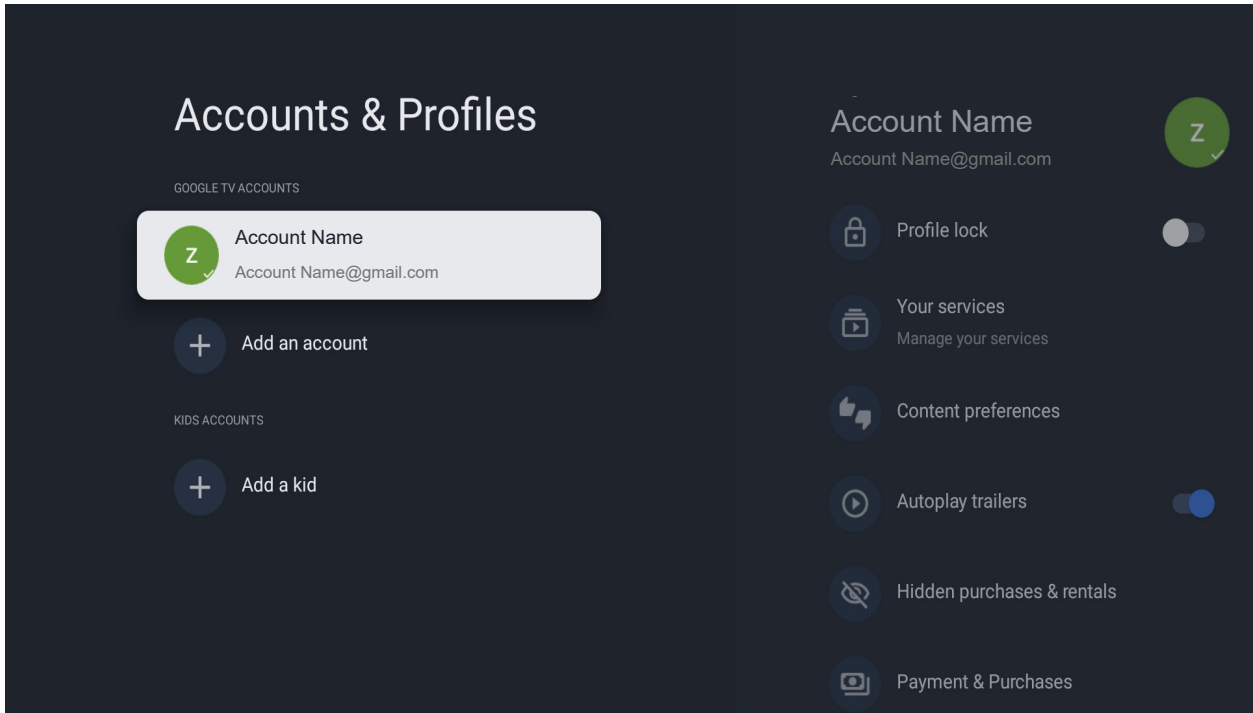 Accounts & Profiles
GOOGLE TV ACCOUNTS
Z
Account Name
Account Name@gmail.com
Add an account
KIDS ACCOUNTS
Add a kid
Account Name
Account Name@gmail.com
Z
Profile lock
Your services
Manage your services
Content preferences
Autoplay trailers
Hidden purchases & rentals
Payment & Purchases